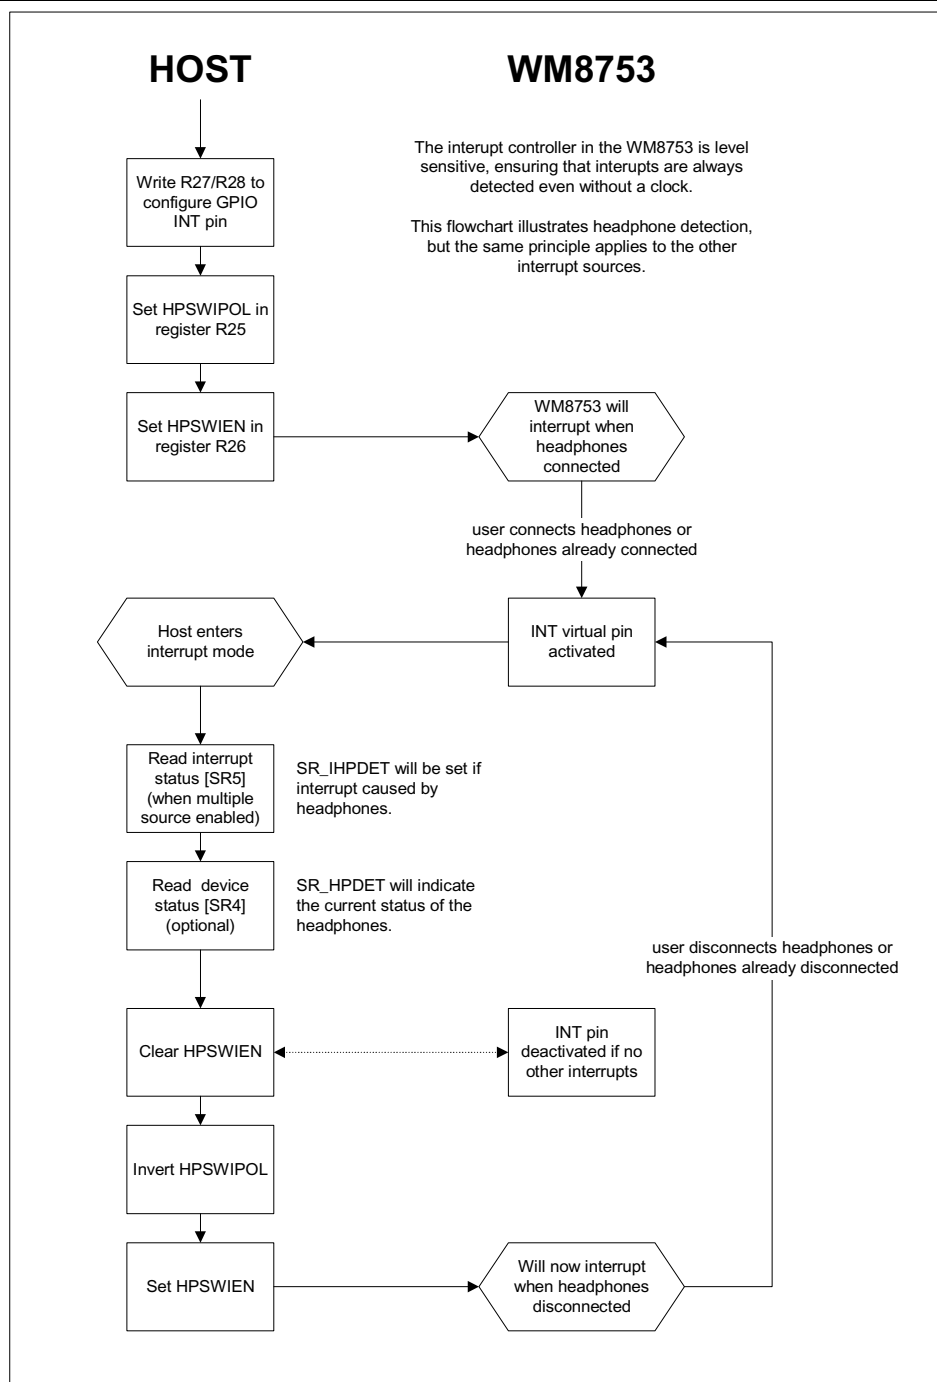 HOST
WM8753
The interupt controller in the WM8753 is level
sensitive, ensuring that interupts are always
detected even without a clock.
This flowchart illustrates headphone detection,
but the same principle applies to the other
interrupt sources.
Write R27/R28 to
configure GPIO
INT pin
Set HPSWIPOL in
register R25
Set HPSWIEN in
register R26
WM8753 will
interrupt when
headphones
connected
user connects headphones or
headphones already connected
INT virtual pin
activated
Host enters
interrupt mode
Read interrupt
status [SR5]
(when multiple
source enabled)
SR_IHPDET will be set if
interrupt caused by
headphones.
Read device
status [SR4]
(optional)
SR_HPDET will indicate
the current status of the
headphones.
user disconnects headphones or
headphones already disconnected
Clear HPSWIEN
INT pin
deactivated if no
other interrupts
Invert HPSWIPOL
Set HPSWIEN
Will now interrupt
when headphones
disconnected